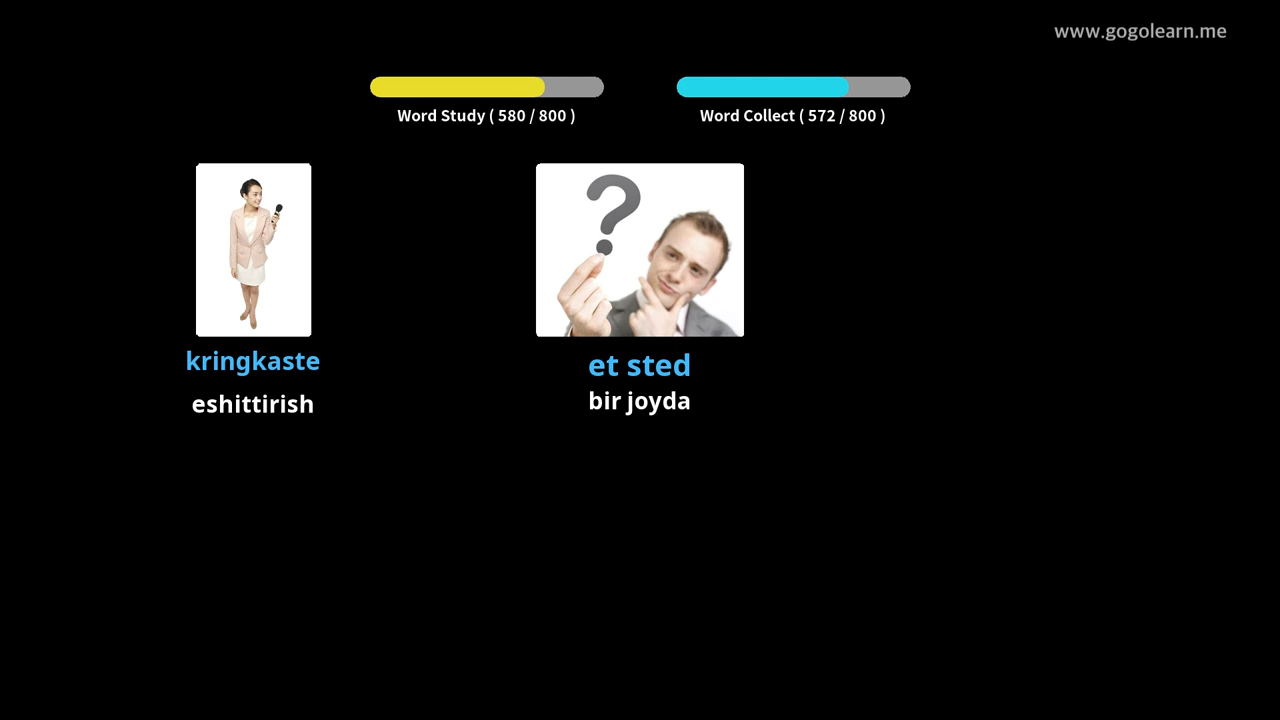 www.gogolearn.me
Word Study ( 580 / 800 )
Word Collect ( 572 / 800 )
kringkaste
eshittirish
et sted
bir joyda